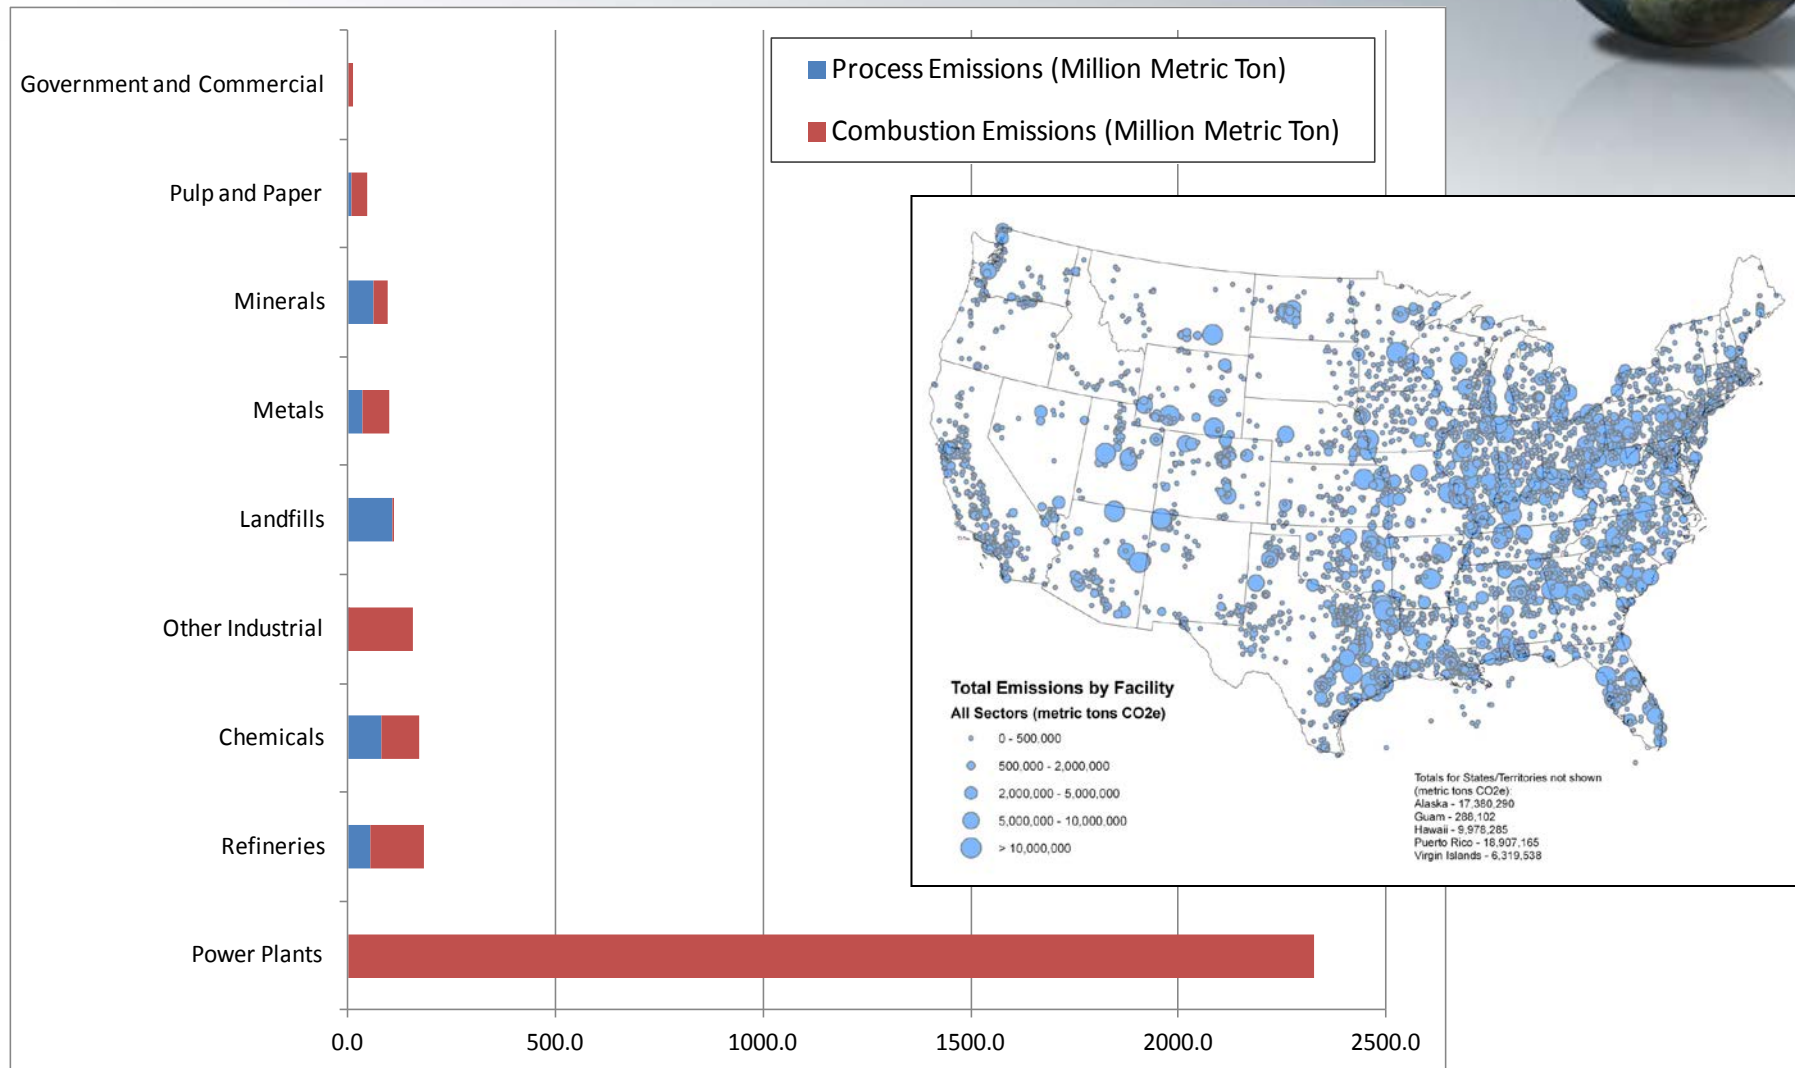 Process Emissions (Million Metric Ton)
Combustion Emissions (Million Metric Ton)
Government and Commercial
Pulp and Paper
Minerals
Metals
Landfills
Other Industrial
Chemicals
Refineries
Power Plants
0.0 500.0 1000.0 1500.0 2000.0 2500.0
Total Emissions by Facility
All Sectors (metric tons CO2e)
0 - 500.000
500,000 - 2,000,000
2,000,000 - 5,000,000
5,000,000 - 10,000,000
> 10,000,000
Totals for States/Territories not shown
(metric tons CO2e):
Alaska - 17,380,290
Guam - 288,102
Hawaii - 9,978,285
Puerto Rico - 18,907,165
Virgin Islands - 6,319,538